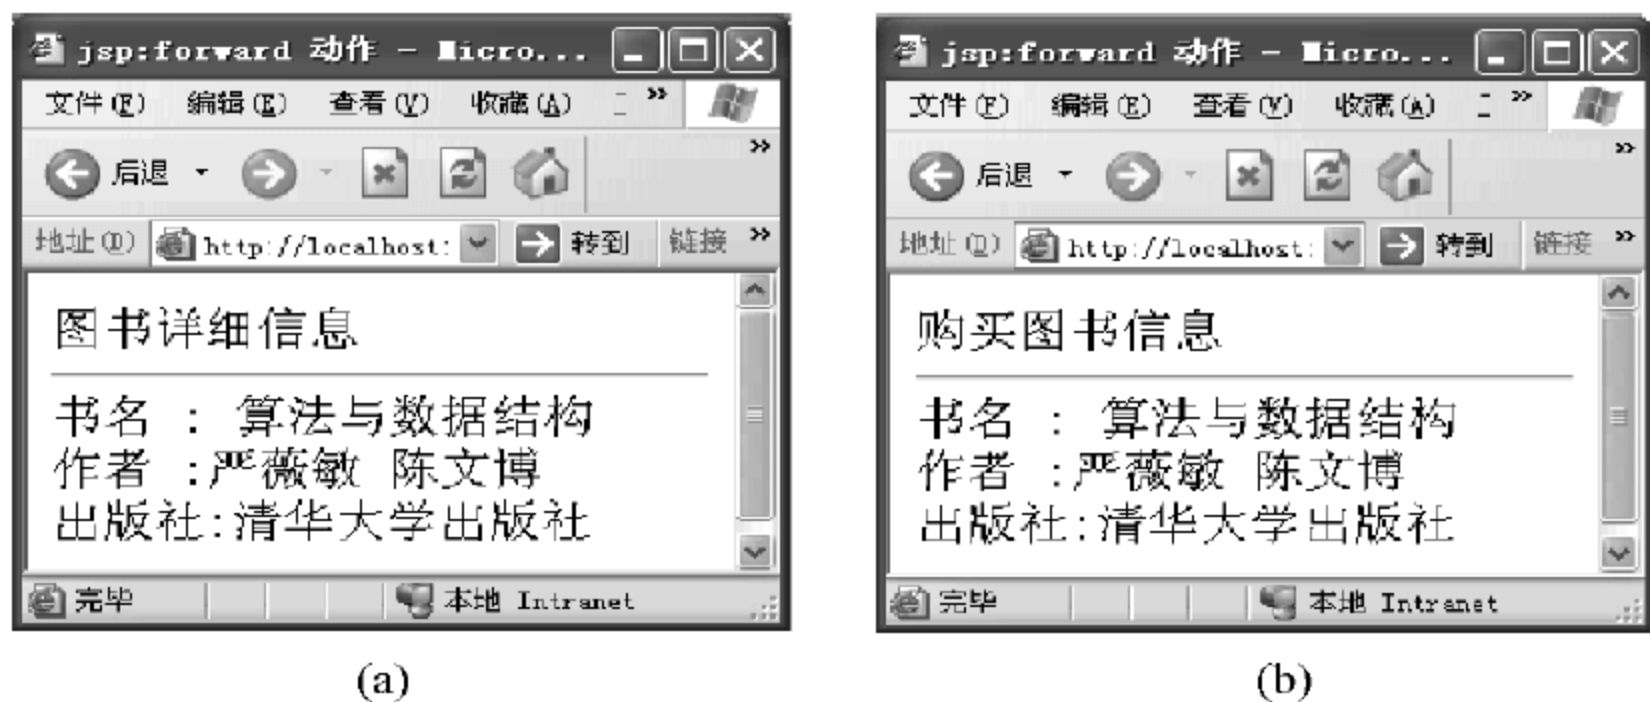 jsp:forward 动作 - Micro...
文件(F) 编辑(E) 查看(V) 收藏(A) »
后退 »
地址(D) http://localhost: 转到 链接 »
图书详细信息
书名 : 算法与数据结构
作者 :严薇敏 陈文博
出版社:清华大学出版社
完毕 本地 Intranet
(a)
jsp:forward 动作 - Micro...
文件(F) 编辑(E) 查看(V) 收藏(A) »
后退 »
地址(D) http://localhost: 转到 链接 »
购买图书信息
书名 : 算法与数据结构
作者 :严薇敏 陈文博
出版社:清华大学出版社
完毕 本地 Intranet
(b)